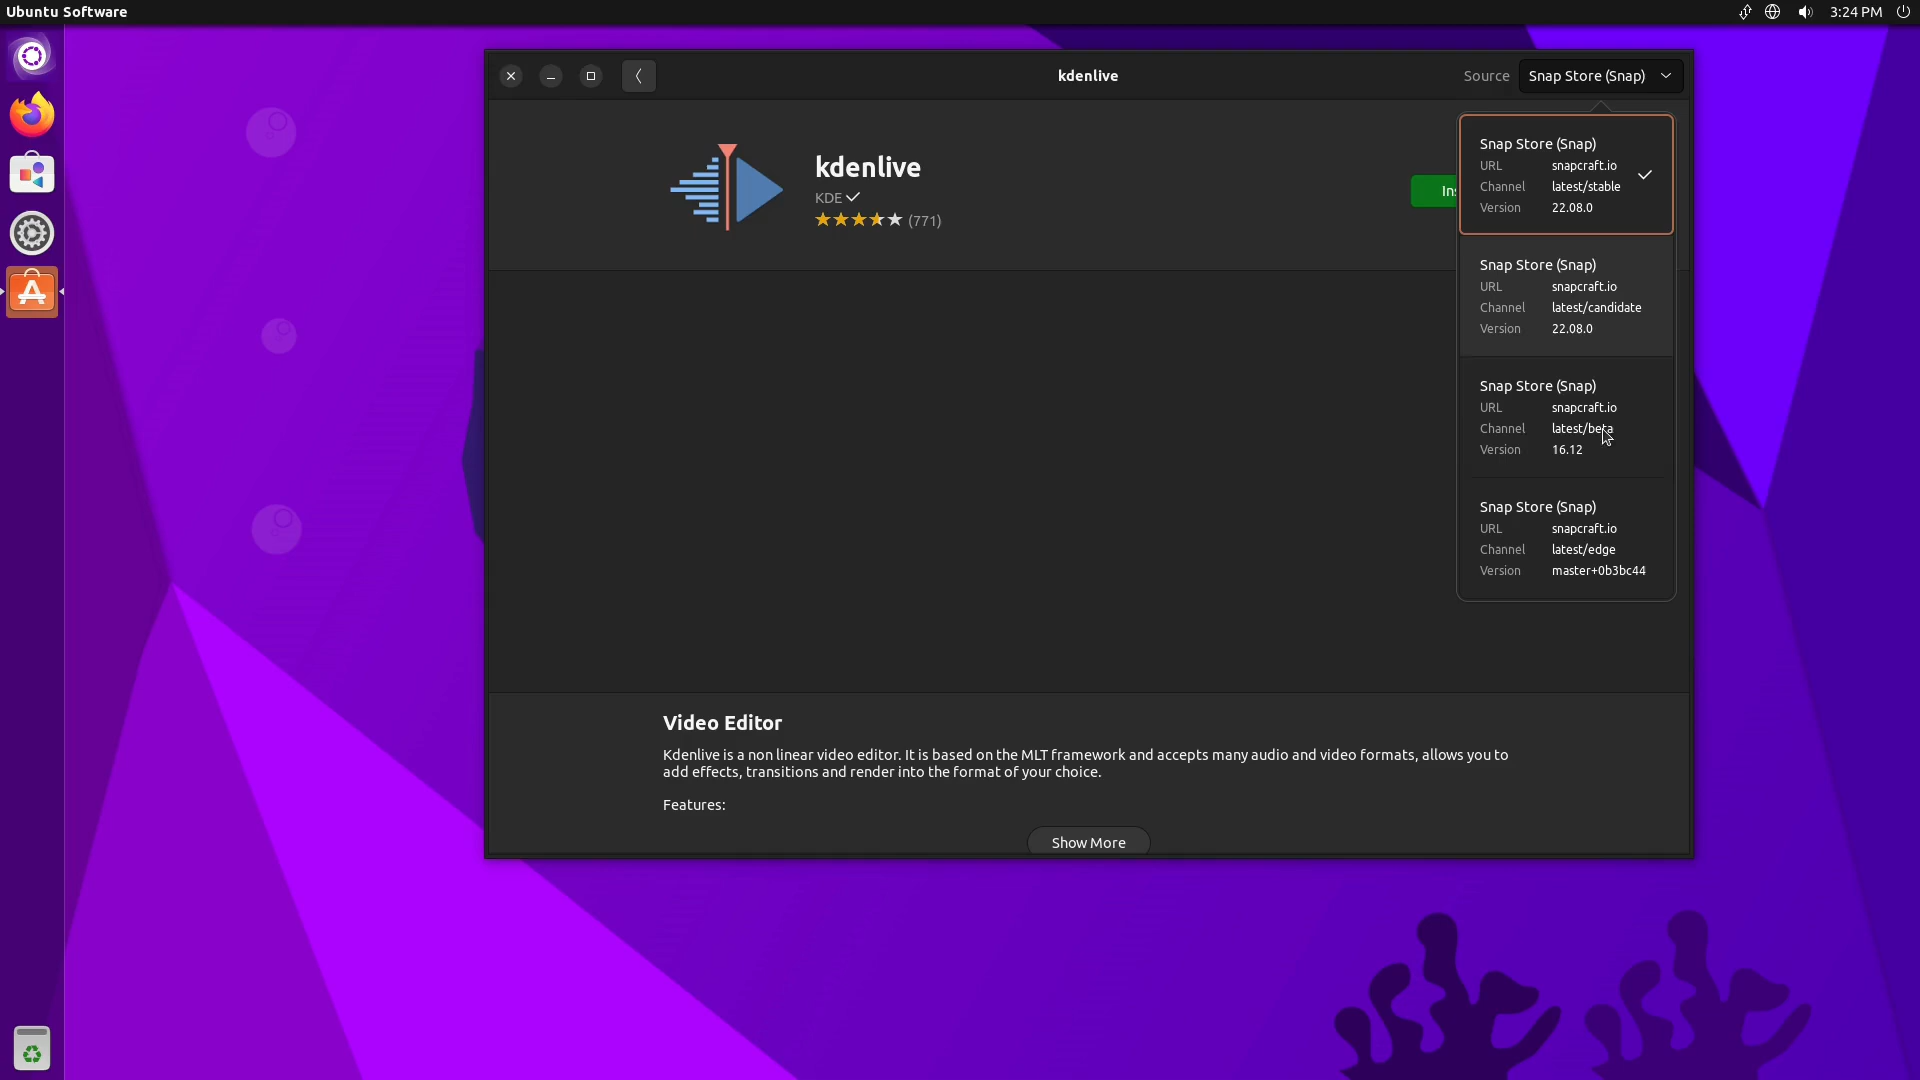 Ubuntu Software
3:24 PM
kdenlive
Source
Snap Store (Snap)
kdenlive
KDE
(771)
Ins
Snap Store (Snap)
URL snapcraft.io
Channel latest/stable
Version 22.08.0
Snap Store (Snap)
URL snapcraft.io
Channel latest/candidate
Version 22.08.0
Snap Store (Snap)
URL snapcraft.io
Channel latest/beta
Version 16.12
Snap Store (Snap)
URL snapcraft.io
Channel latest/edge
Version master+0b3bc44
Video Editor
Kdenlive is a non linear video editor. It is based on the MLT framework and accepts many audio and video formats, allows you to
add effects, transitions and render into the format of your choice.
Features:
Show More